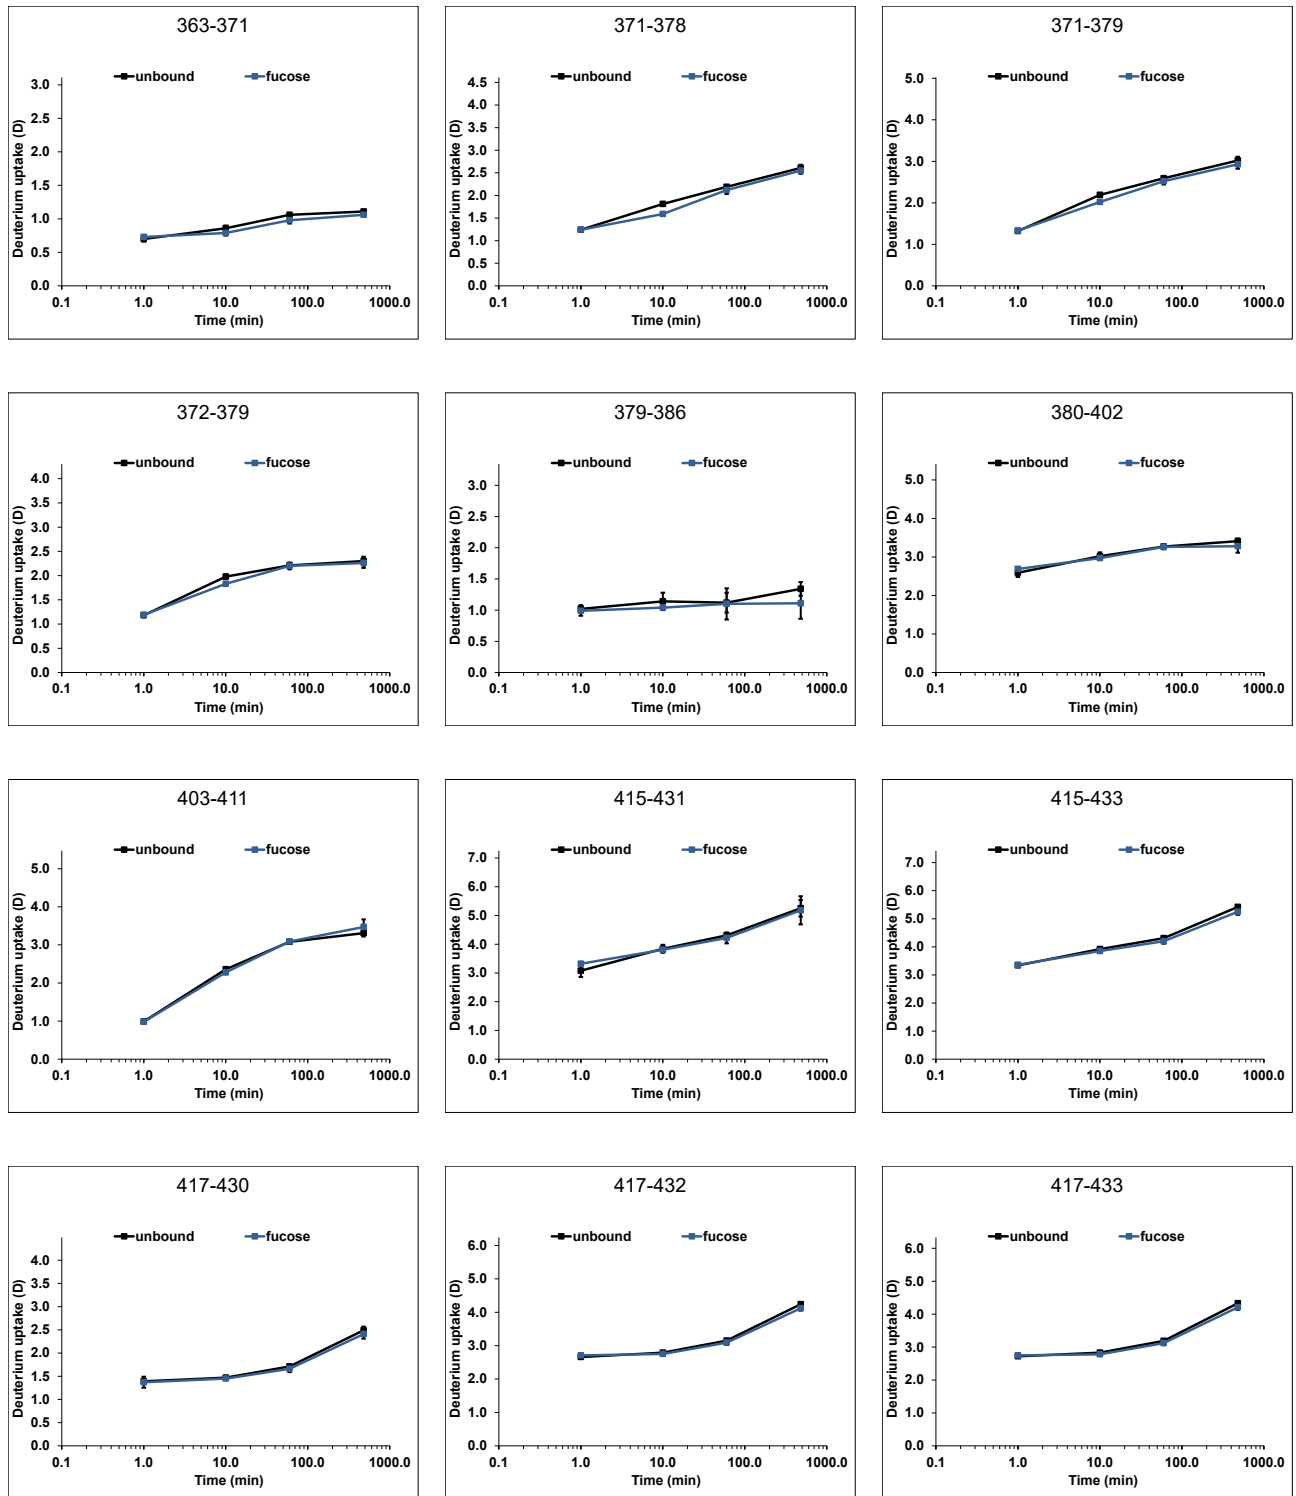 363-371
unbound fucose
Deuterium uptake (D)
3.0
2.5
2.0
1.5
1.0
0.5
0.0
0.1 1.0 10.0 100.0 1000.0
Time (min)
371-378
unbound fucose
Deuterium uptake (D)
4.5
4.0
3.5
3.0
2.5
2.0
1.5
1.0
0.5
0.0
0.1 1.0 10.0 100.0 1000.0
Time (min)
371-379
unbound fucose
Deuterium uptake (D)
5.0
4.0
3.0
2.0
1.0
0.0
0.1 1.0 10.0 100.0 1000.0
Time (min)
372-379
unbound fucose
Deuterium uptake (D)
4.0
3.5
3.0
2.5
2.0
1.5
1.0
0.5
0.0
0.1 1.0 10.0 100.0 1000.0
Time (min)
379-386
unbound fucose
Deuterium uptake (D)
3.0
2.5
2.0
1.5
1.0
0.5
0.0
0.1 1.0 10.0 100.0 1000.0
Time (min)
380-402
unbound fucose
Deuterium uptake (D)
5.0
4.0
3.0
2.0
1.0
0.0
0.1 1.0 10.0 100.0 1000.0
Time (min)
403-411
unbound fucose
Deuterium uptake (D)
5.0
4.0
3.0
2.0
1.0
0.0
0.1 1.0 10.0 100.0 1000.0
Time (min)
415-431
unbound fucose
Deuterium uptake (D)
7.0
6.0
5.0
4.0
3.0
2.0
1.0
0.0
0.1 1.0 10.0 100.0 1000.0
Time (min)
415-433
unbound fucose
Deuterium uptake (D)
7.0
6.0
5.0
4.0
3.0
2.0
1.0
0.0
0.1 1.0 10.0 100.0 1000.0
Time (min)
417-430
unbound fucose
Deuterium uptake (D)
4.0
3.5
3.0
2.5
2.0
1.5
1.0
0.5
0.0
0.1 1.0 10.0 100.0 1000.0
Time (min)
417-432
unbound fucose
Deuterium uptake (D)
6.0
5.0
4.0
3.0
2.0
1.0
0.0
0.1 1.0 10.0 100.0 1000.0
Time (min)
417-433
unbound fucose
Deuterium uptake (D)
6.0
5.0
4.0
3.0
2.0
1.0
0.0
0.1 1.0 10.0 100.0 1000.0
Time (min)